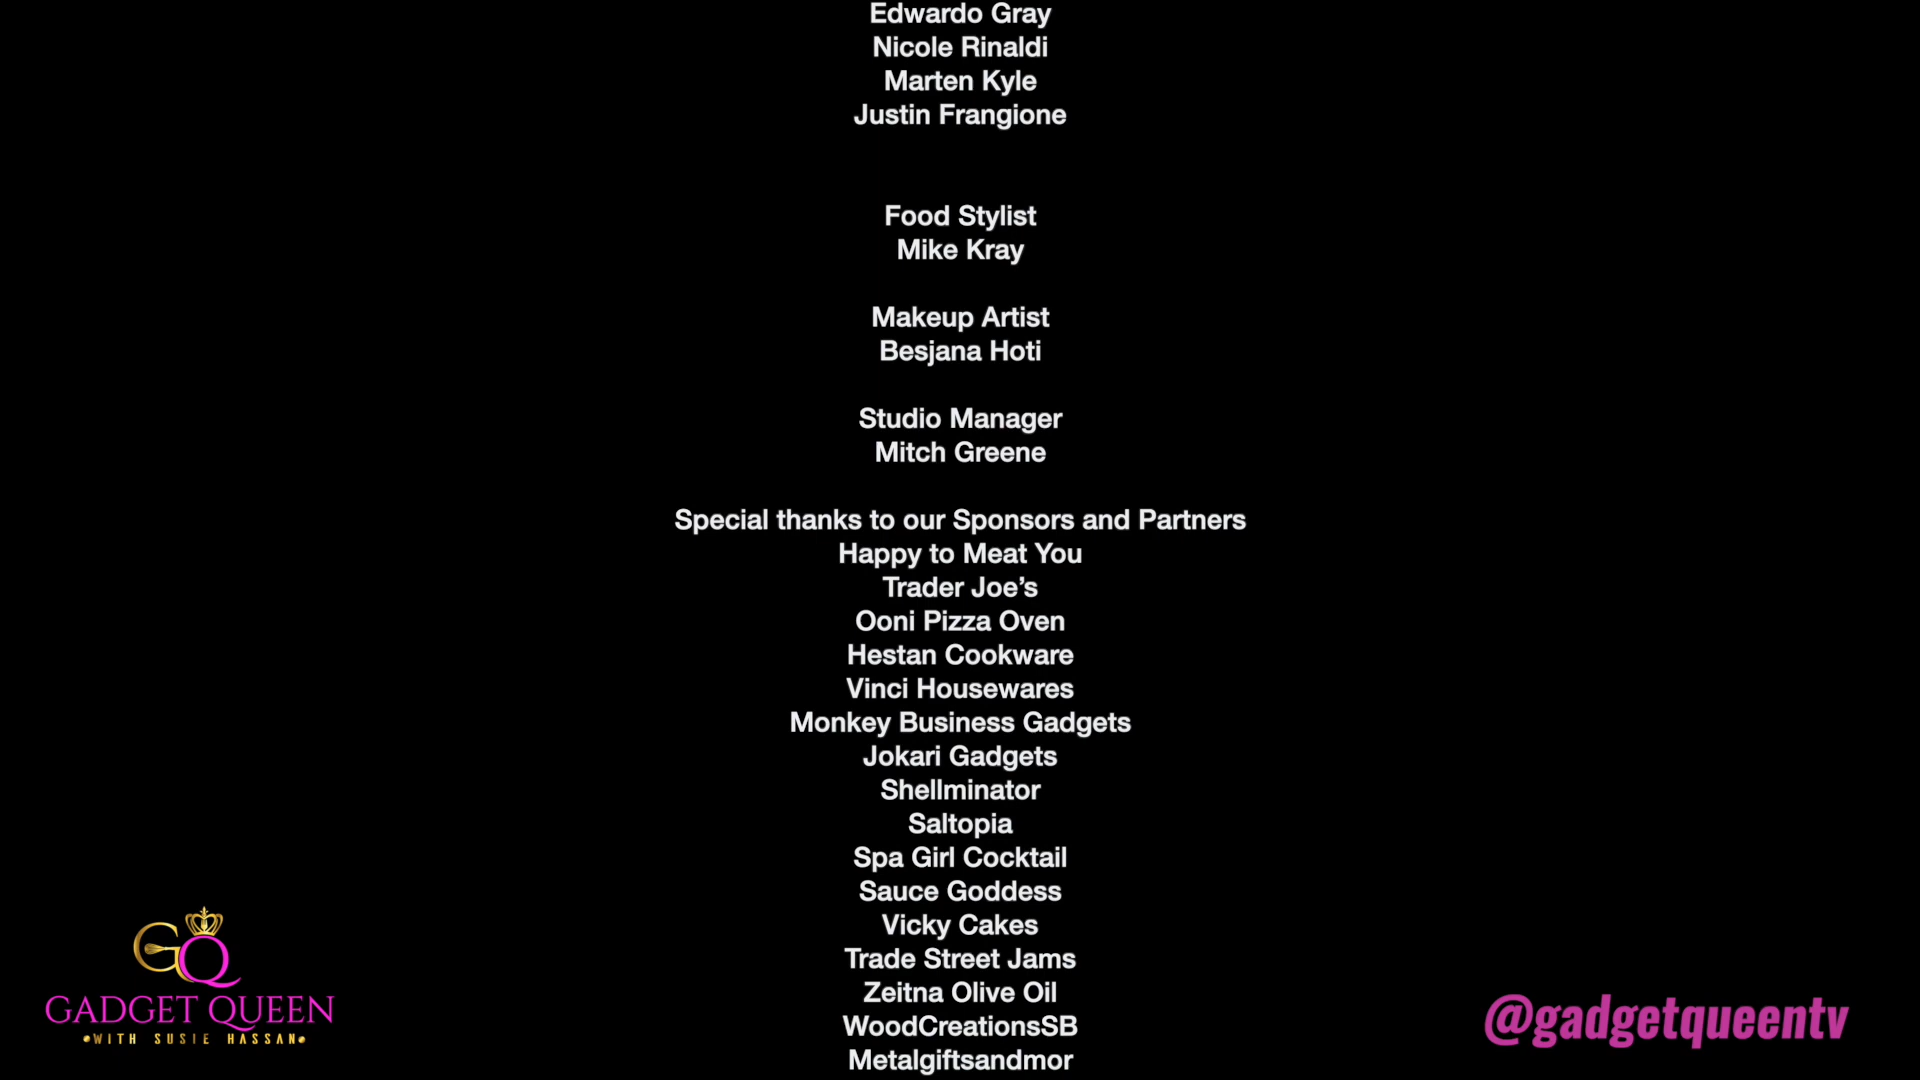 Edwardo Gray
Nicole Rinaldi
Marten Kyle
Justin Frangione
Food Stylist
Mike Kray
Makeup Artist
Besjana Hoti
Studio Manager
Mitch Greene
Special thanks to our Sponsors and Partners
Happy to Meat You
Trader Joe’s
Ooni Pizza Oven
Hestan Cookware
Vinci Housewares
Monkey Business Gadgets
Jokari Gadgets
Shellminator
Saltopia
Spa Girl Cocktail
Sauce Goddess
Vicky Cakes
Trade Street Jams
Zeitna Olive Oil
WoodCreationsSB
Metalgiftsandmor
GQ
GADGET QUEEN
•WITH SUSIE HASSAN•
@gadgetqueentv